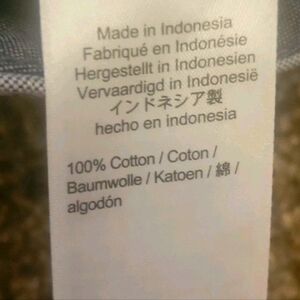 Made in Indonesia
Fabriqué en Indonésie
Hergestellt in Indonesien
Vervaardigd in Indonesië
インドネシア製
hecho en indonesia
100% Cotton / Coton /
Baumwolle / Katoen / 綿 /
algodón